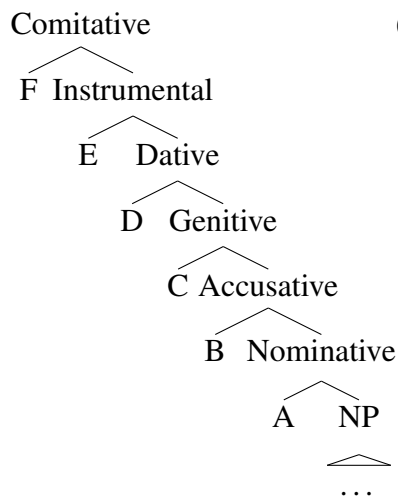 Comitative (
F Instrumental
E Dative
D Genitive
C Accusative
B Nominative
A NP
...